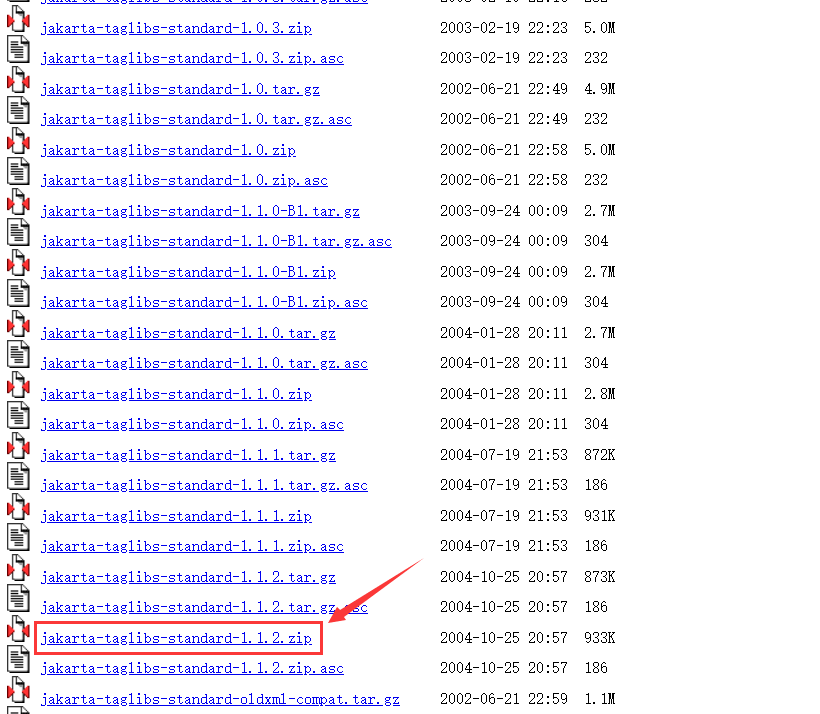 jakarta-taglibs-standard-1.0.3.zip 2003-02-19 22:23 5.0M
jakarta-taglibs-standard-1.0.3.zip.asc 2003-02-19 22:23 232
jakarta-taglibs-standard-1.0.tar.gz 2002-06-21 22:49 4.9M
jakarta-taglibs-standard-1.0.tar.gz.asc 2002-06-21 22:49 232
jakarta-taglibs-standard-1.0.zip 2002-06-21 22:58 5.0M
jakarta-taglibs-standard-1.0.zip.asc 2002-06-21 22:58 232
jakarta-taglibs-standard-1.1.0-B1.tar.gz 2003-09-24 00:09 2.7M
jakarta-taglibs-standard-1.1.0-B1.tar.gz.asc 2003-09-24 00:09 304
jakarta-taglibs-standard-1.1.0-B1.zip 2003-09-24 00:09 2.7M
jakarta-taglibs-standard-1.1.0-B1.zip.asc 2003-09-24 00:09 304
jakarta-taglibs-standard-1.1.0.tar.gz 2004-01-28 20:11 2.7M
jakarta-taglibs-standard-1.1.0.tar.gz.asc 2004-01-28 20:11 304
jakarta-taglibs-standard-1.1.0.zip 2004-01-28 20:11 2.8M
jakarta-taglibs-standard-1.1.0.zip.asc 2004-01-28 20:11 304
jakarta-taglibs-standard-1.1.1.tar.gz 2004-07-19 21:53 872K
jakarta-taglibs-standard-1.1.1.tar.gz.asc 2004-07-19 21:53 186
jakarta-taglibs-standard-1.1.1.zip 2004-07-19 21:53 931K
jakarta-taglibs-standard-1.1.1.zip.asc 2004-07-19 21:53 186
jakarta-taglibs-standard-1.1.2.tar.gz 2004-10-25 20:57 873K
jakarta-taglibs-standard-1.1.2.tar.gz.asc 2004-10-25 20:57 186
jakarta-taglibs-standard-1.1.2.zip 2004-10-25 20:57 933K
jakarta-taglibs-standard-1.1.2.zip.asc 2004-10-25 20:57 186
jakarta-taglibs-standard-oldxml-compat.tar.gz 2002-06-21 22:59 1.1M